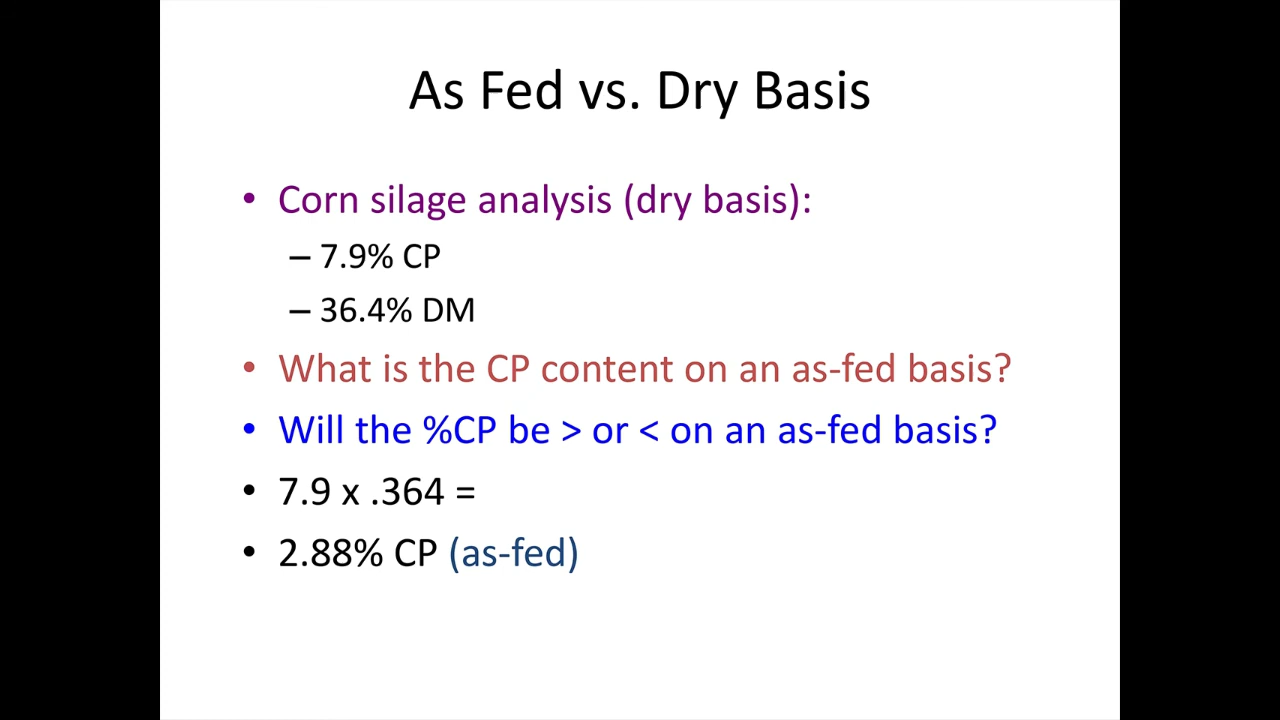 As Fed vs. Dry Basis
• Corn silage analysis (dry basis):
– 7.9% CP
– 36.4% DM
• What is the CP content on an as-fed basis?
• Will the %CP be > or < on an as-fed basis?
• 7.9 x .364 =
• 2.88% CP (as-fed)